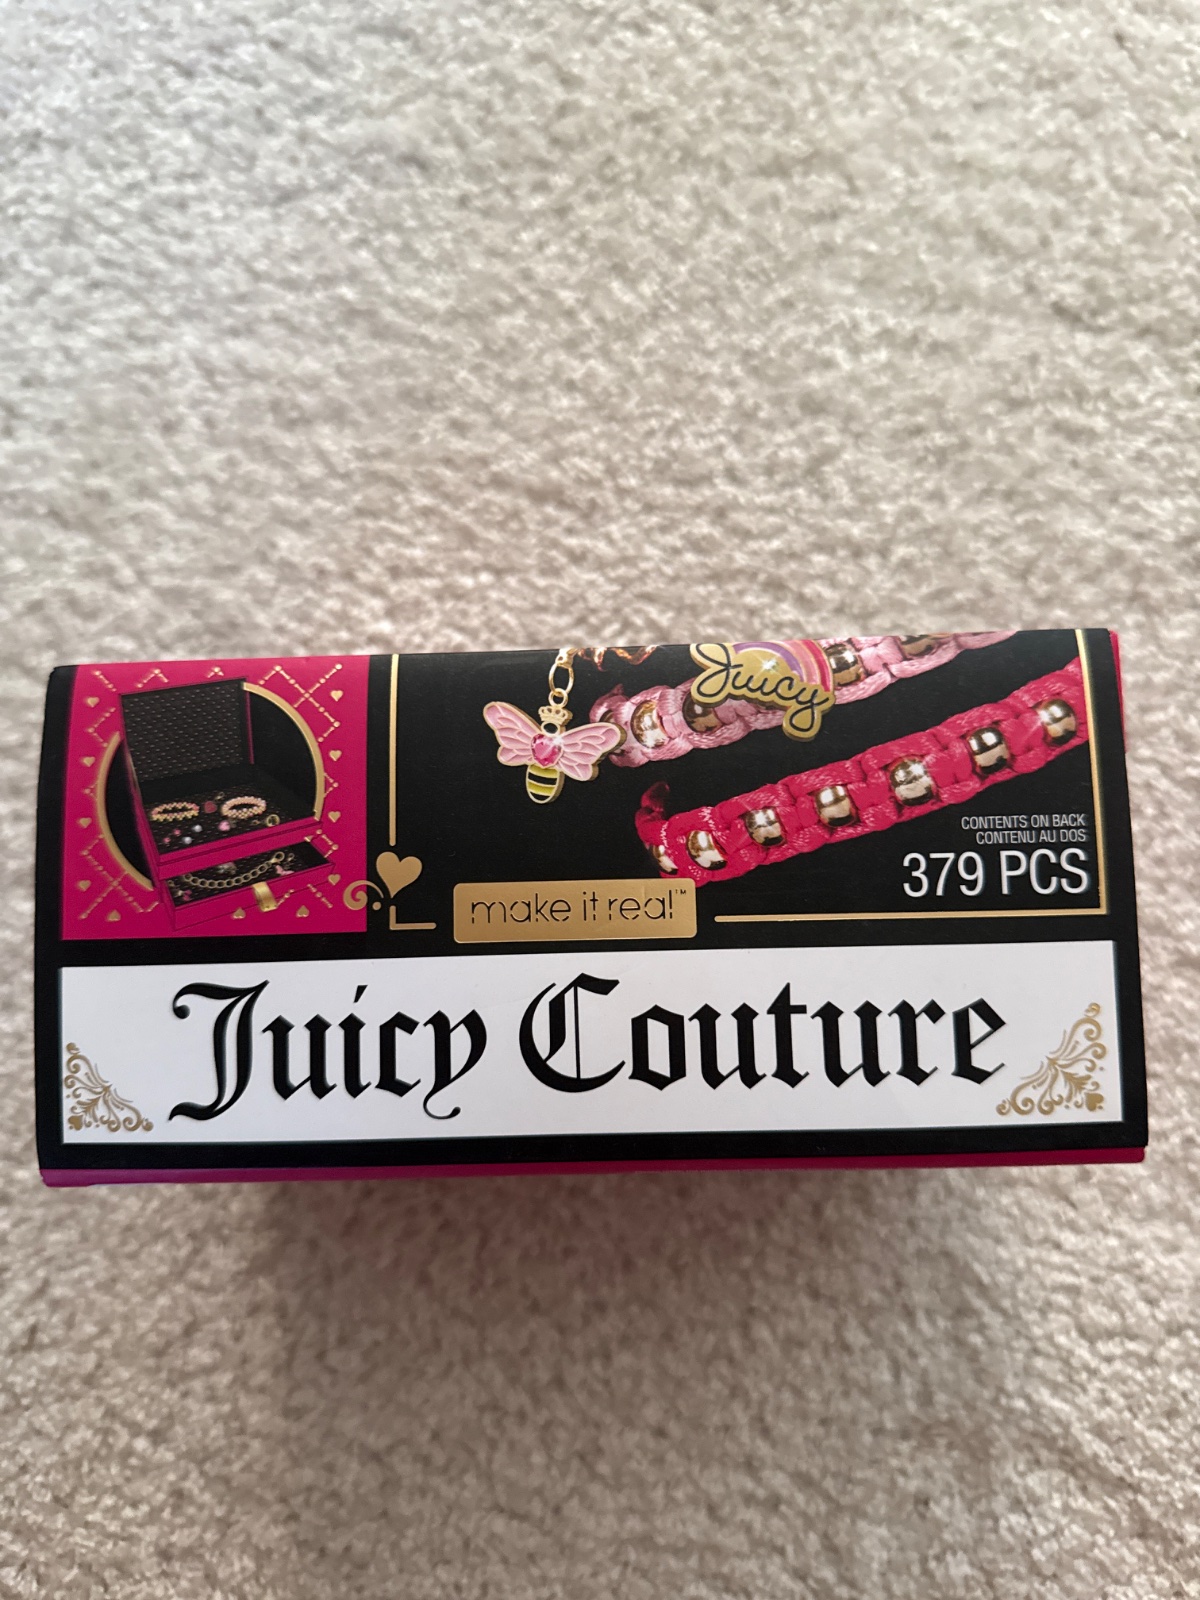 Juicy
CONTENTS ON BACK
CONTENU AU DOS
379 PCS
make it real™
Juicy Couture